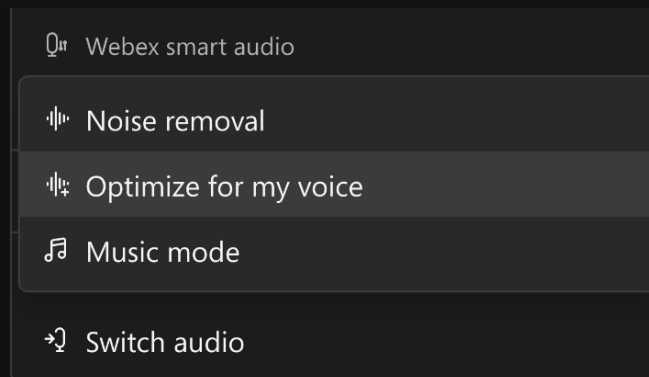 Webex smart audio
Noise removal
Optimize for my voice
Music mode
Switch audio